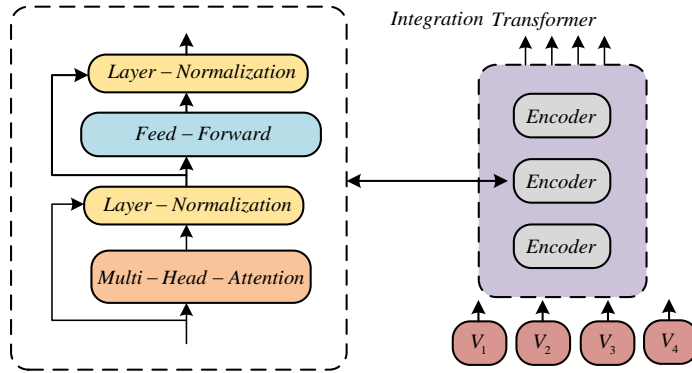 Integration Transformer
Layer – Normalization
Feed – Forward
Layer – Normalization
Multi – Head – Attention
Encoder
Encoder
Encoder
V1 V2 V3 V4